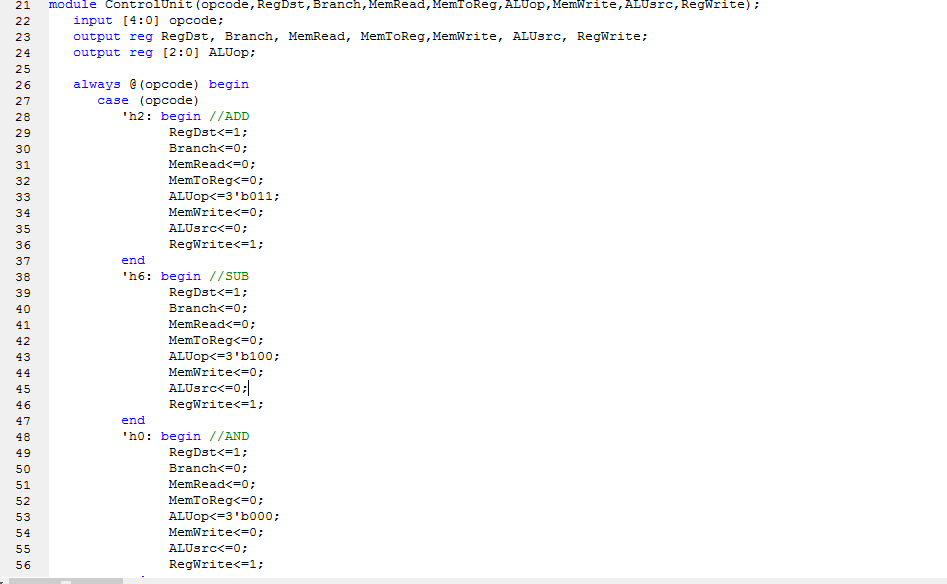 21 module ControlUnit(opcode,RegDst,Branch,MemRead,MemToReg,ALUop,MemWrite,ALUsrc,RegWrite);
22 input [4:0] opcode;
23 output reg RegDst, Branch, MemRead, MemToReg,MemWrite, ALUsrc, RegWrite;
24 output reg [2:0] ALUop;
25
26 always @(opcode) begin
27 case (opcode)
28 'h2: begin //ADD
29 RegDst<=1;
30 Branch<=0;
31 MemRead<=0;
32 MemToReg<=0;
33 ALUop<=3'b011;
34 MemWrite<=0;
35 ALUsrc<=0;
36 RegWrite<=1;
37 end
38 'h6: begin //SUB
39 RegDst<=1;
40 Branch<=0;
41 MemRead<=0;
42 MemToReg<=0;
43 ALUop<=3'b100;
44 MemWrite<=0;
45 ALUsrc<=0;
46 RegWrite<=1;
47 end
48 'h0: begin //AND
49 RegDst<=1;
50 Branch<=0;
51 MemRead<=0;
52 MemToReg<=0;
53 ALUop<=3'b000;
54 MemWrite<=0;
55 ALUsrc<=0;
56 RegWrite<=1;